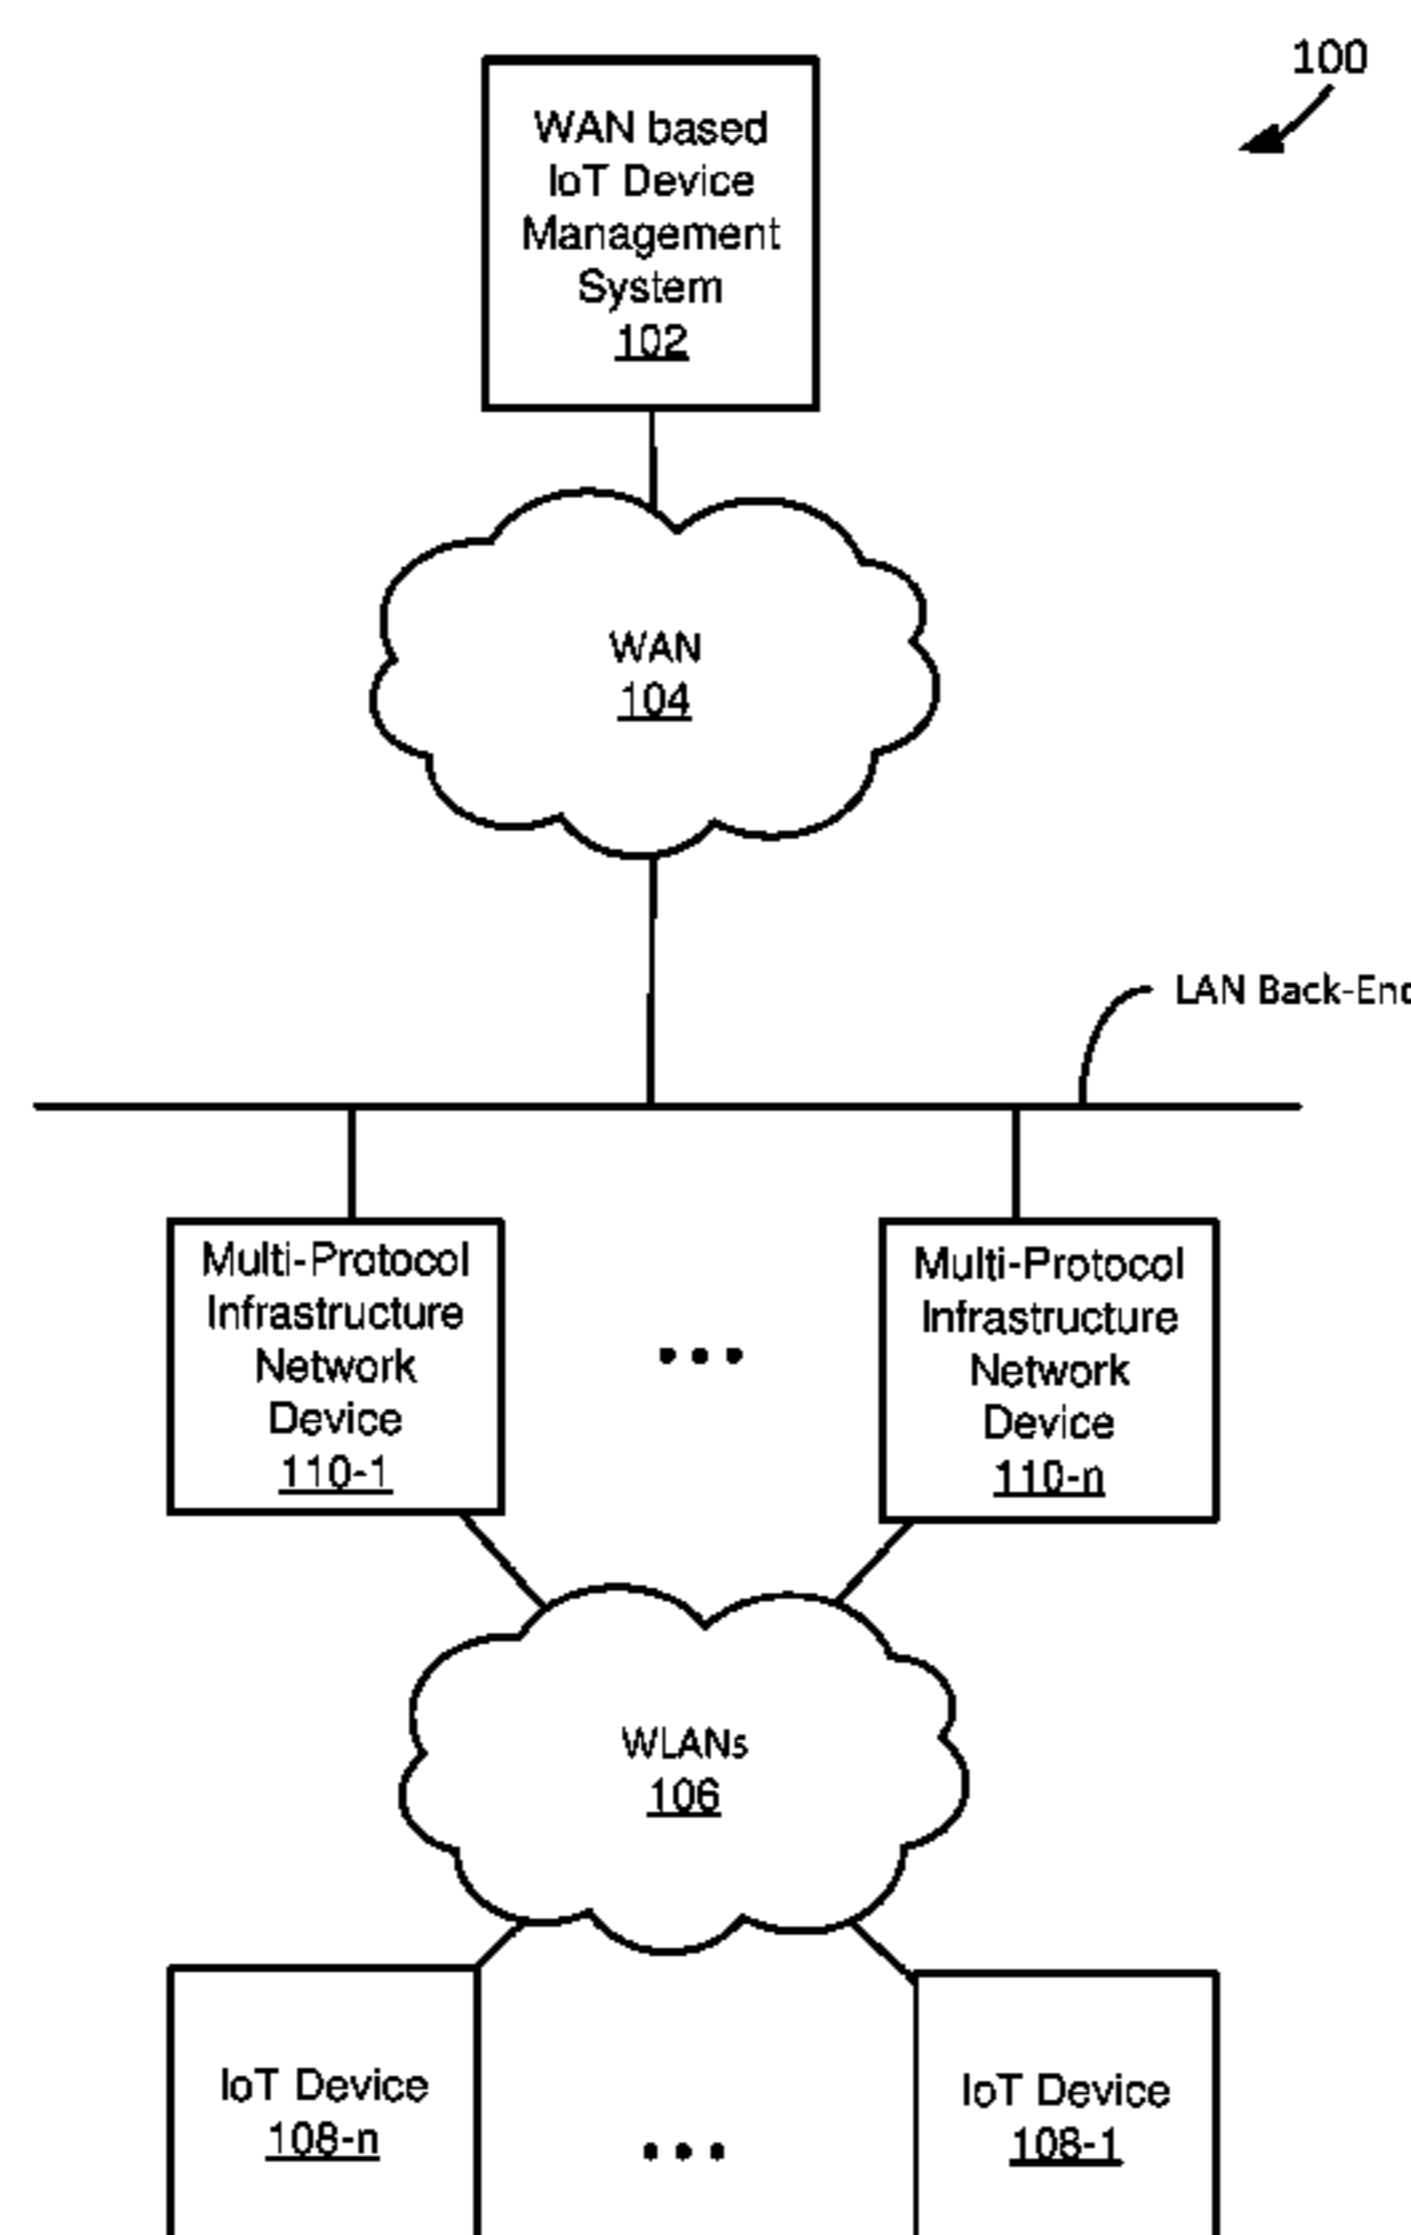 100
WAN based
IoT Device
Management
System
102
WAN
104
LAN Back-End
Multi-Protocol
Infrastructure
Network
Device
110-1
Multi-Protocol
Infrastructure
Network
Device
110-n
WLANs
106
IoT Device
108-n
IoT Device
108-1